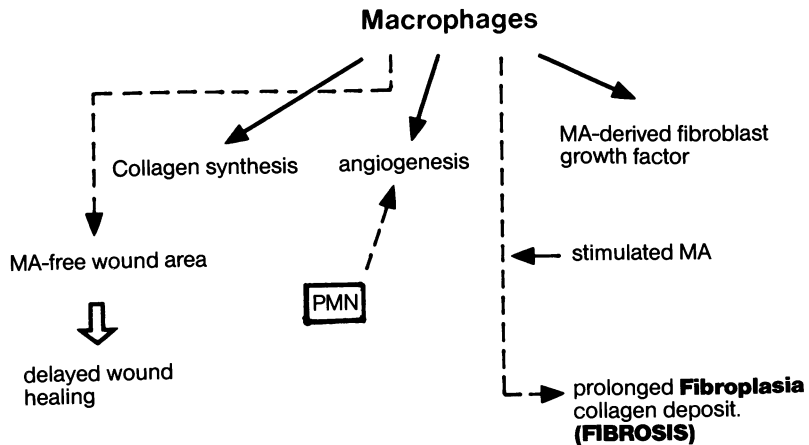 Macrophages
Collagen synthesis
angiogenesis
MA-derived fibroblast
growth factor
MA-free wound area
stimulated MA
PMN
delayed wound
healing
prolonged Fibroplasia
collagen deposit.
(FIBROSIS)